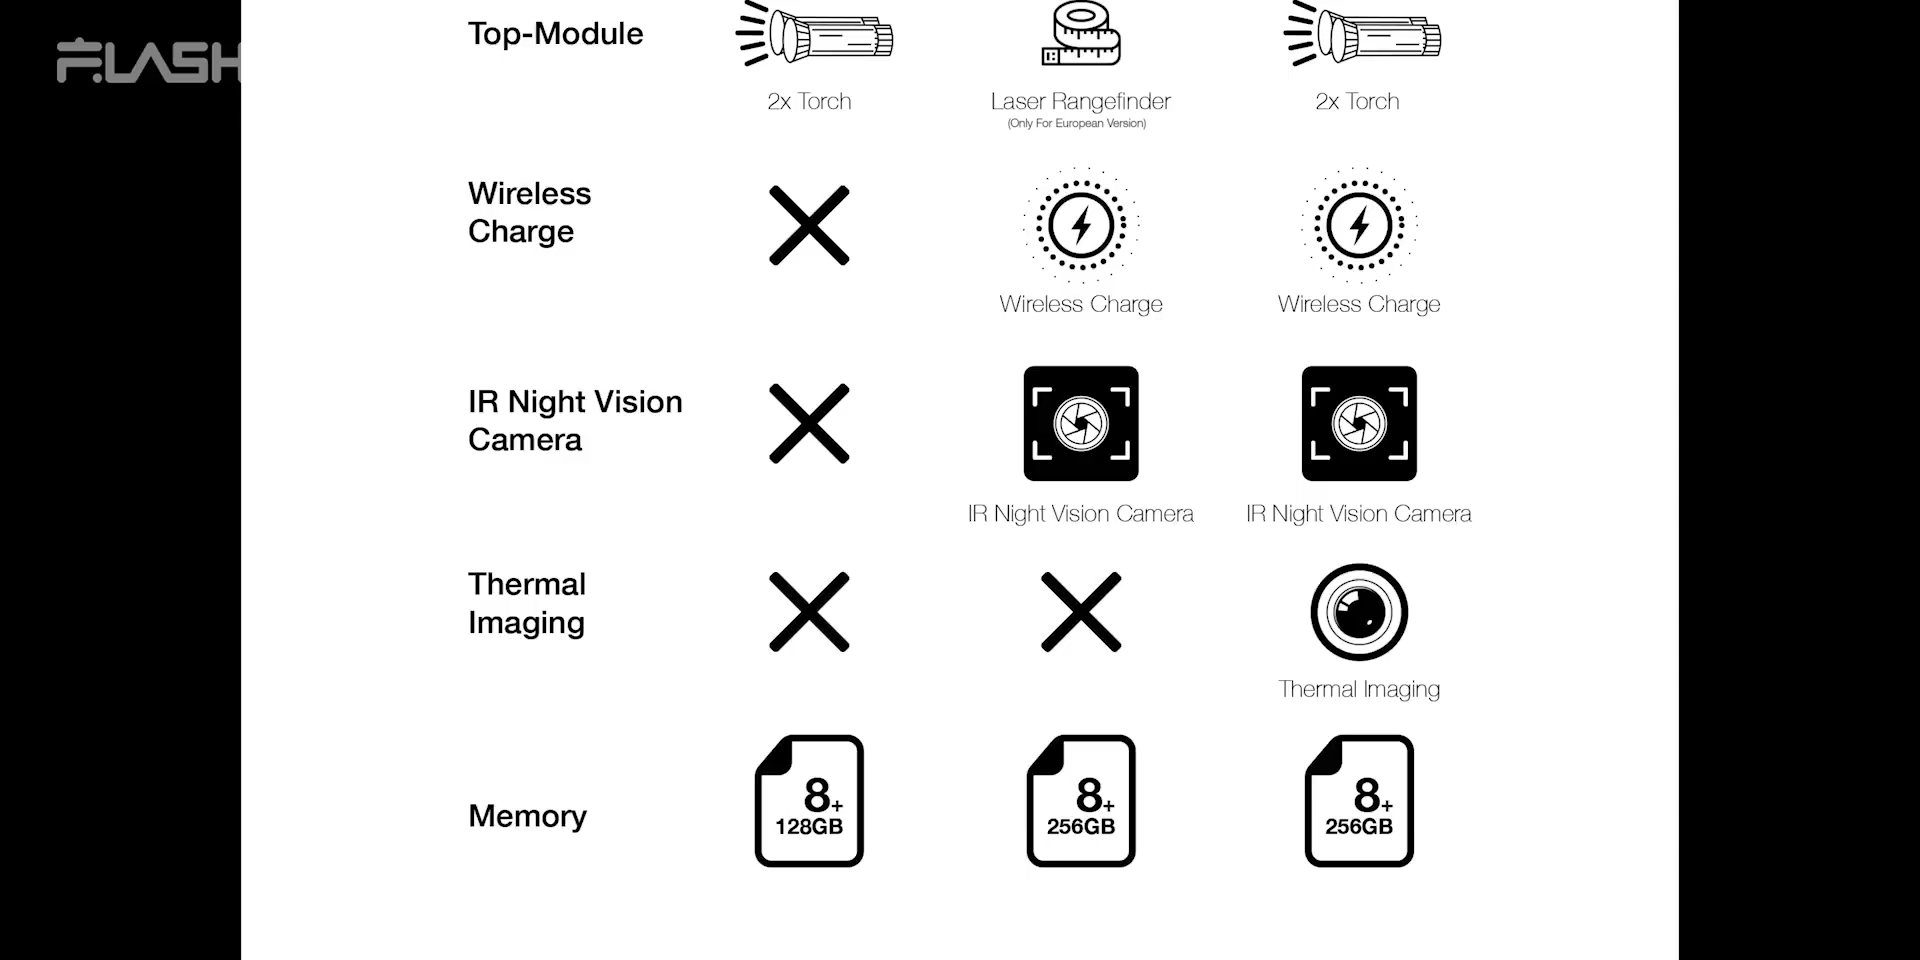 FLASH
Top-Module
2x Torch
Laser Rangefinder
(Only For European Version)
2x Torch
Wireless
Charge
Wireless Charge
Wireless Charge
IR Night Vision
Camera
IR Night Vision Camera
IR Night Vision Camera
Thermal
Imaging
Thermal Imaging
Memory
8+
128GB
8+
256GB
8+
256GB